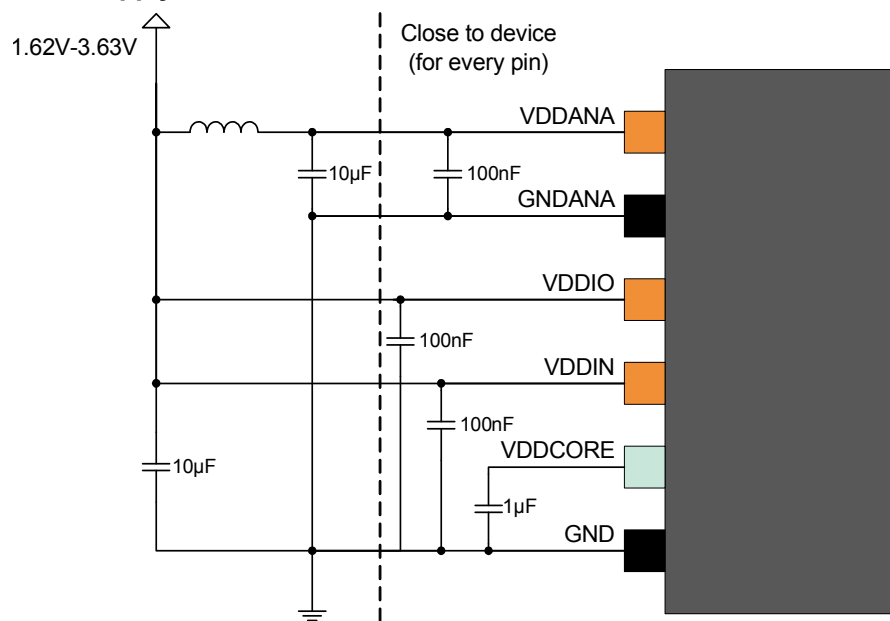 1.62V-3.63V
Close to device
(for every pin)
VDDANA
10µF
100nF
GNDANA
VDDIO
100nF
VDDIN
100nF
VDDCORE
10µF
1µF
GND